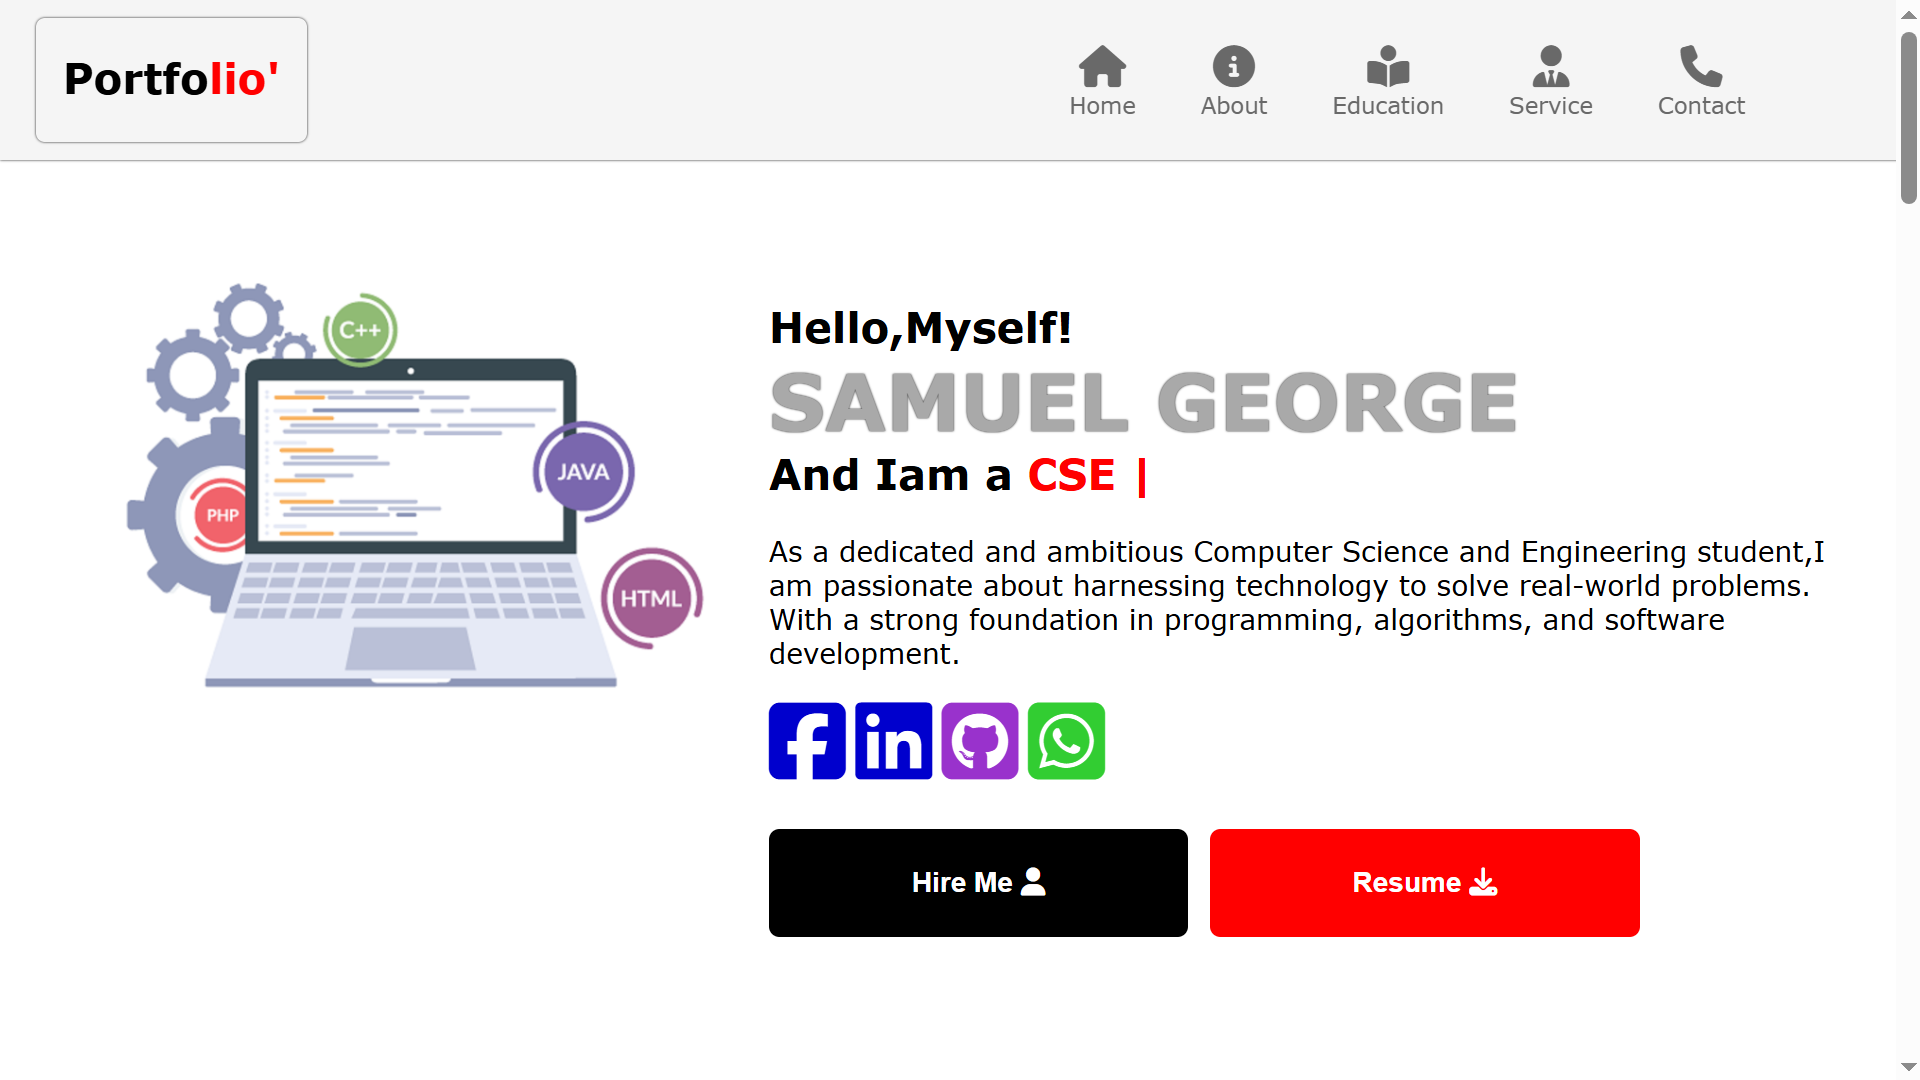 Portfolio'
Home About Education Service Contact
C++
JAVA
PHP
HTML
Hello,Myself!
SAMUEL GEORGE
And Iam a CSE |
As a dedicated and ambitious Computer Science and Engineering student,I
am passionate about harnessing technology to solve real-world problems.
With a strong foundation in programming, algorithms, and software
development.
Hire Me
Resume